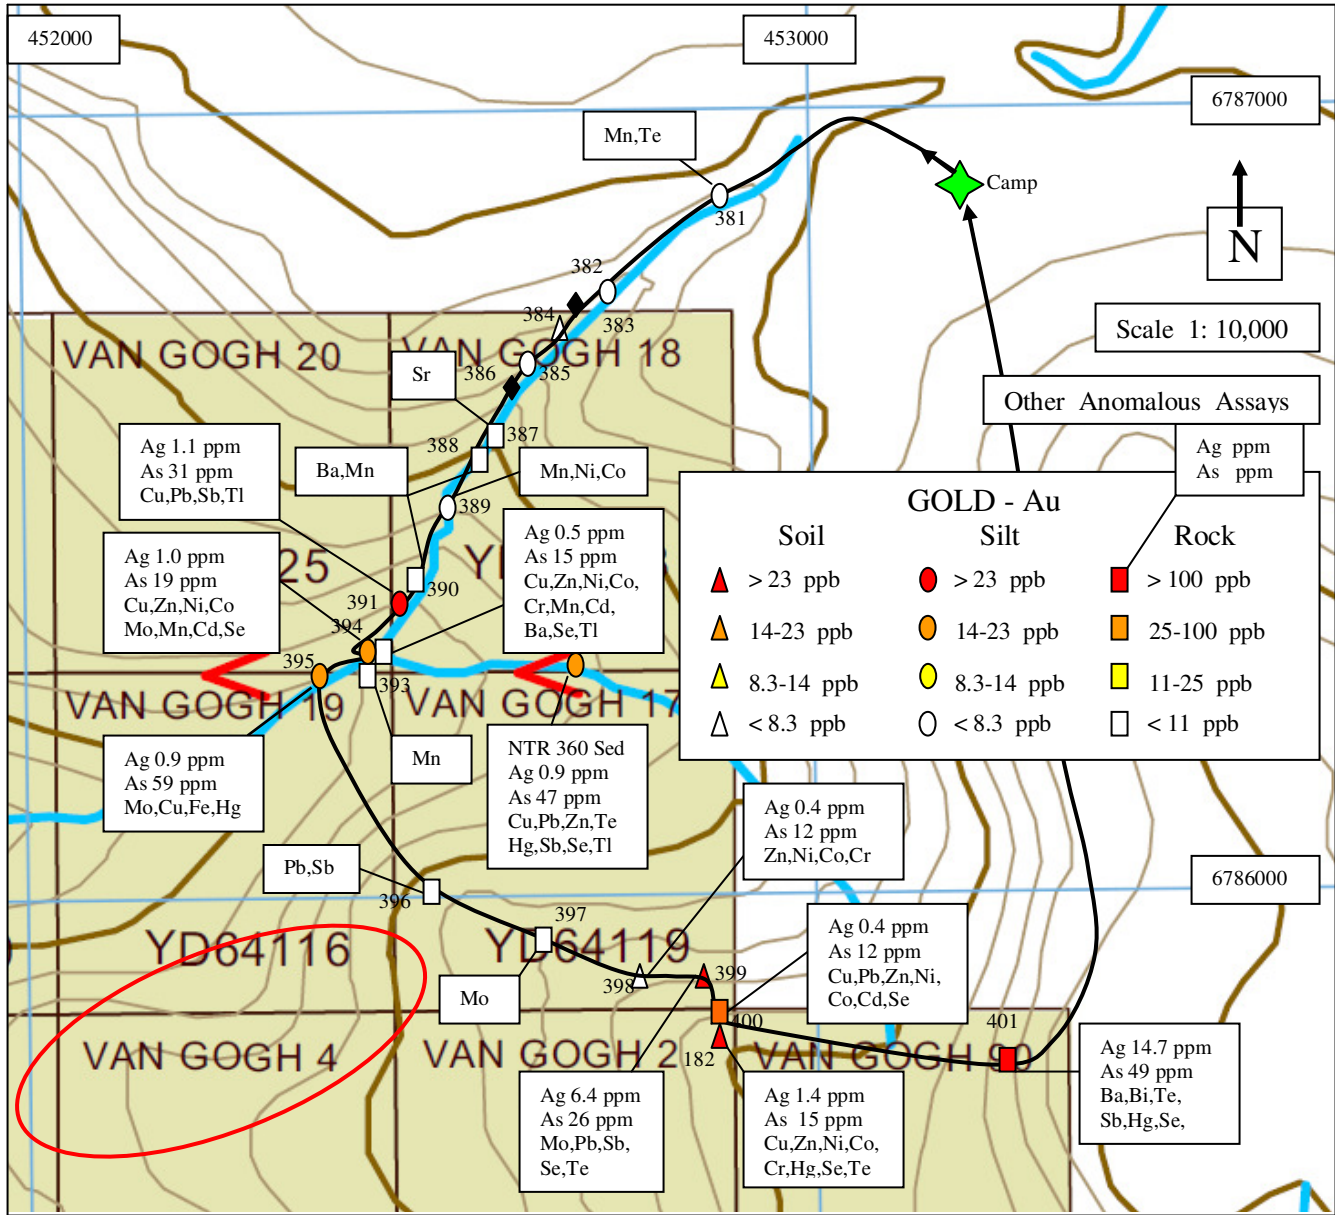 452000
453000
6787000
Mn,Te
Camp
381
N
382
383
Scale 1: 10,000
384
VAN GOGH 20
VAN GOGH 18
Sr
386
385
Other Anomalous Assays
Ag ppm
As ppm
Ag 1.1 ppm
As 31 ppm
Cu,Pb,Sb,Tl
388
387
Ba,Mn
Mn,Ni,Co
389
GOLD - Au
Soil
Silt
Rock
> 23 ppb
> 23 ppb
> 100 ppb
14-23 ppb
14-23 ppb
25-100 ppb
8.3-14 ppb
8.3-14 ppb
11-25 ppb
< 8.3 ppb
< 8.3 ppb
< 11 ppb
Ag 1.0 ppm
As 19 ppm
Cu,Zn,Ni,Co
Mo,Mn,Cd,Se
25
Ag 0.5 ppm
As 15 ppm
Cu,Zn,Ni,Co,
Cr,Mn,Cd,
Ba,Se,Tl
390
391
394
395
393
VAN GOGH 19
VAN GOGH 17
Ag 0.9 ppm
As 59 ppm
Mo,Cu,Fe,Hg
Mn
NTR 360 Sed
Ag 0.9 ppm
As 47 ppm
Cu,Pb,Zn,Te
Hg,Sb,Se,Tl
Ag 0.4 ppm
As 12 ppm
Zn,Ni,Co,Cr
Pb,Sb
6786000
396
397
YD64116
YD64119
Ag 0.4 ppm
As 12 ppm
Cu,Pb,Zn,Ni,
Co,Cd,Se
398
399
Mo
400
401
VAN GOGH 4
VAN GOGH 2
182
VAN GOGH 90
Ag 14.7 ppm
As 49 ppm
Ba,Bi,Te,
Sb,Hg,Se,
Ag 6.4 ppm
As 26 ppm
Mo,Pb,Sb,
Se,Te
Ag 1.4 ppm
As 15 ppm
Cu,Zn,Ni,Co,
Cr,Hg,Se,Te